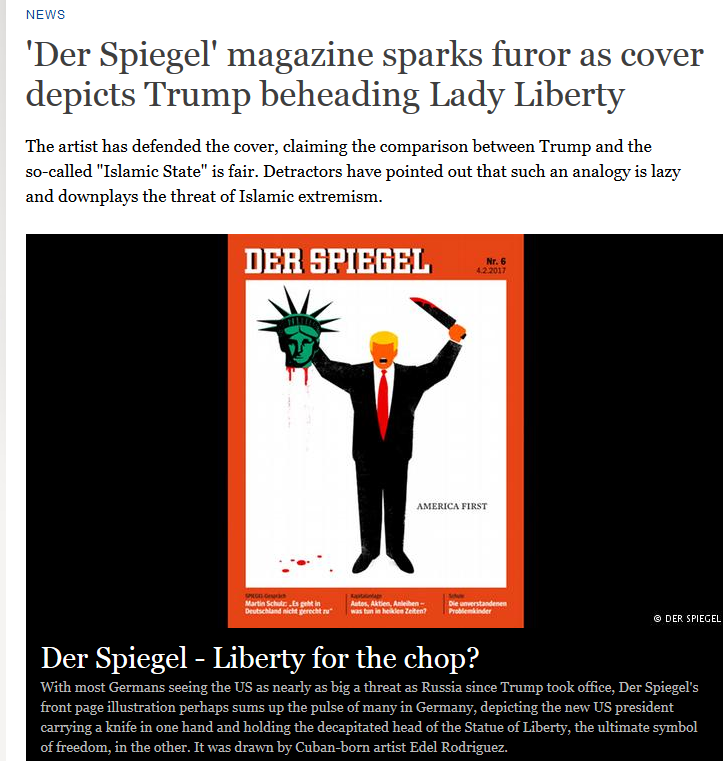 NEWS
'Der Spiegel' magazine sparks furor as cover
depicts Trump beheading Lady Liberty
The artist has defended the cover, claiming the comparison between Trump and the
so-called "Islamic State" is fair. Detractors have pointed out that such an analogy is lazy
and downplays the threat of Islamic extremism.
DER SPIEGEL
Nr. 6
4.2.2017
AMERICA FIRST
SPIEGEL-Gespräch
Martin Schulz: „Es geht in
Deutschland nicht gerecht zu“
Kapitalanlage
Autos, Aktien, Anleihen –
was tun in heiklen Zeiten?
Schule
Die unverstandenen
Problemkinder
© DER SPIEGEL
Der Spiegel - Liberty for the chop?
With most Germans seeing the US as nearly as big a threat as Russia since Trump took office, Der Spiegel's
front page illustration perhaps sums up the pulse of many in Germany, depicting the new US president
carrying a knife in one hand and holding the decapitated head of the Statue of Liberty, the ultimate symbol
of freedom, in the other. It was drawn by Cuban-born artist Edel Rodriguez.